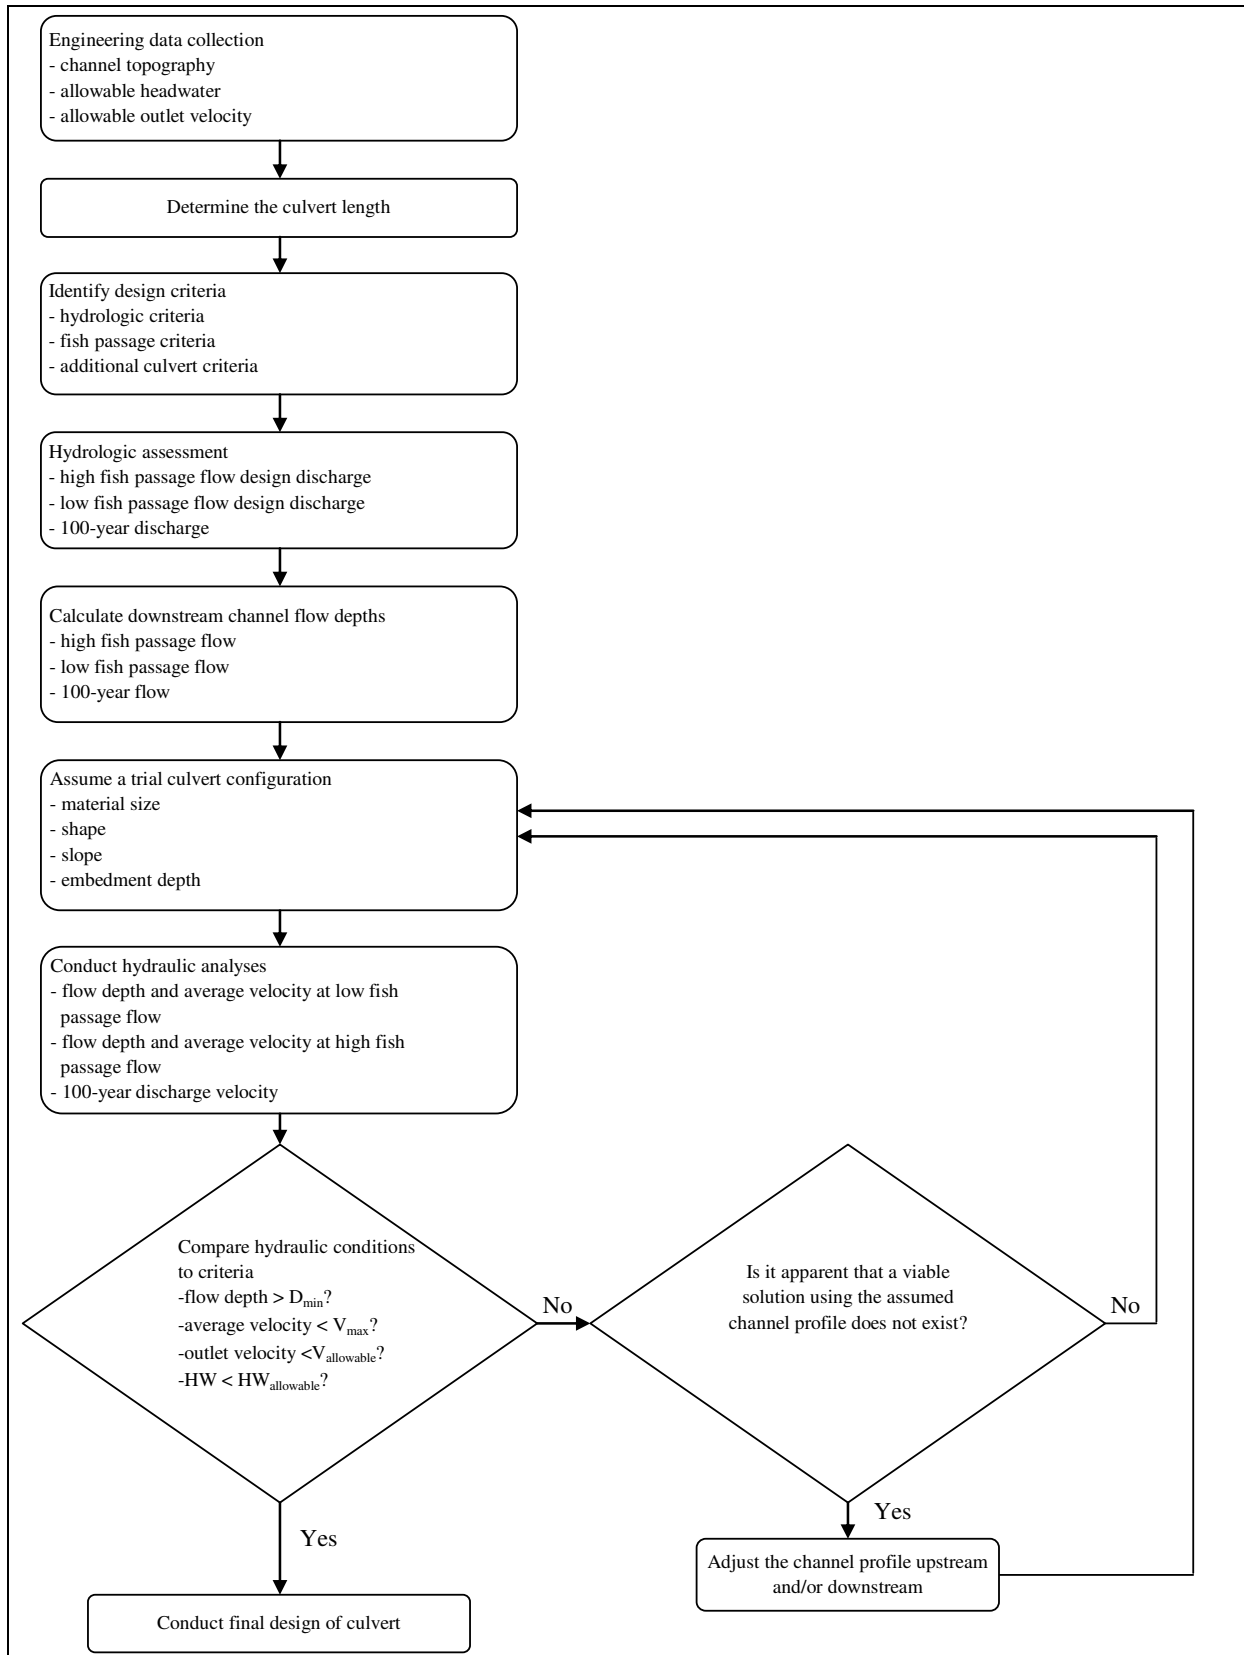 Engineering data collection
- channel topography
- allowable headwater
- allowable outlet velocity
Determine the culvert length
Identify design criteria
- hydrologic criteria
- fish passage criteria
- additional culvert criteria
Hydrologic assessment
- high fish passage flow design discharge
- low fish passage flow design discharge
- 100-year discharge
Calculate downstream channel flow depths
- high fish passage flow
- low fish passage flow
- 100-year flow
Assume a trial culvert configuration
- material size
- shape
- slope
- embedment depth
Conduct hydraulic analyses
- flow depth and average velocity at low fish
passage flow
- flow depth and average velocity at high fish
passage flow
- 100-year discharge velocity
Compare hydraulic conditions
to criteria
-flow depth > Dmin?
-average velocity < Vmax?
-outlet velocity <Vallowable?
-HW < HWallowable?
No
Is it apparent that a viable
solution using the assumed
channel profile does not exist?
No
Yes
Adjust the channel profile upstream
and/or downstream
Yes
Conduct final design of culvert